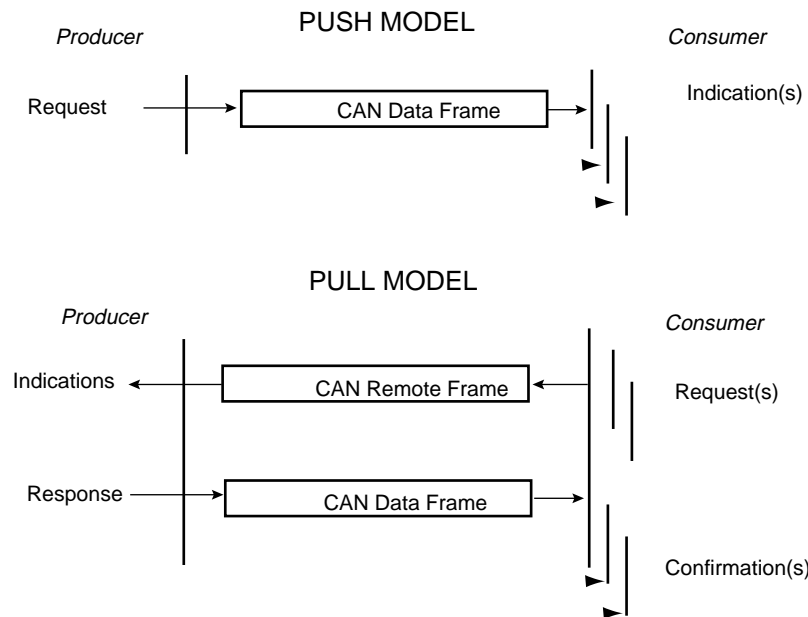 PUSH MODEL
Producer
Consumer
Request
CAN Data Frame
Indication(s)
PULL MODEL
Producer
Consumer
Indications
CAN Remote Frame
Request(s)
Response
CAN Data Frame
Confirmation(s)